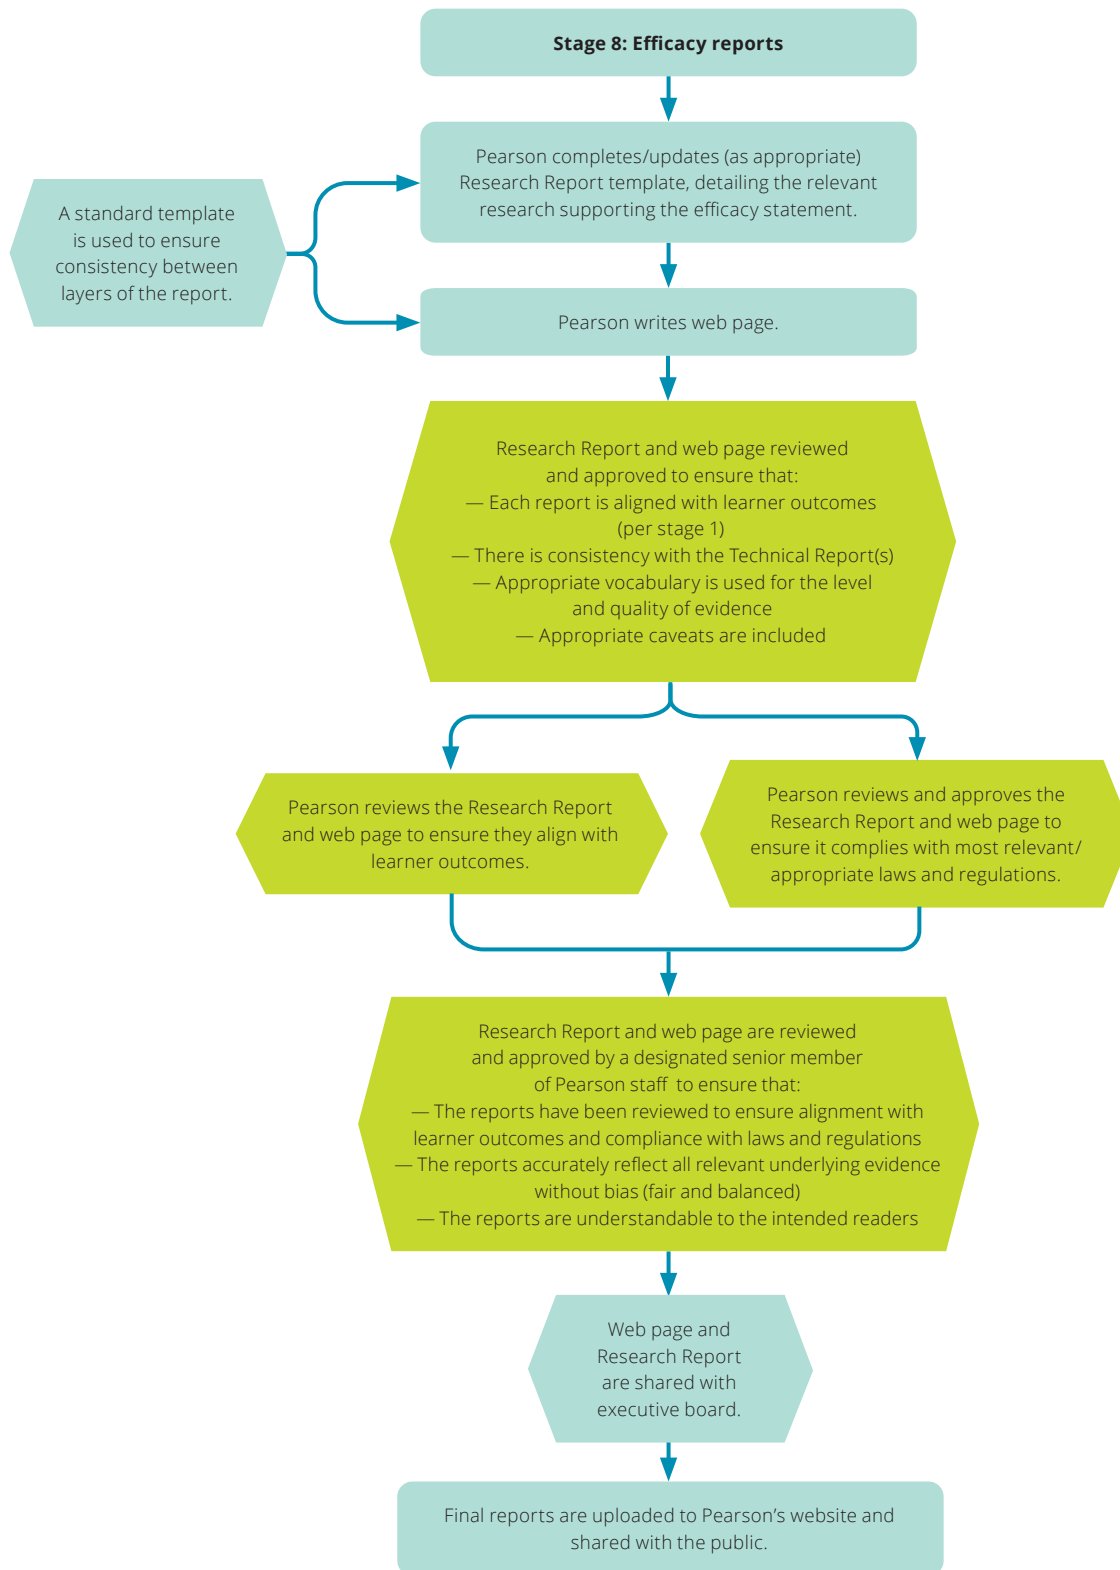 Stage 8: Efficacy reports
Pearson completes/updates (as appropriate)
Research Report template, detailing the relevant
research supporting the efficacy statement.
A standard template
is used to ensure
consistency between
layers of the report.
Pearson writes web page.
Research Report and web page reviewed
and approved to ensure that:
— Each report is aligned with learner outcomes
(per stage 1)
— There is consistency with the Technical Report(s)
— Appropriate vocabulary is used for the level
and quality of evidence
— Appropriate caveats are included
Pearson reviews the Research Report
and web page to ensure they align with
learner outcomes.
Pearson reviews and approves the
Research Report and web page to
ensure it complies with most relevant/
appropriate laws and regulations.
Research Report and web page are reviewed
and approved by a designated senior member
of Pearson staff to ensure that:
— The reports have been reviewed to ensure alignment with
learner outcomes and compliance with laws and regulations
— The reports accurately reflect all relevant underlying evidence
without bias (fair and balanced)
— The reports are understandable to the intended readers
Web page and
Research Report
are shared with
executive board.
Final reports are uploaded to Pearson’s website and
shared with the public.